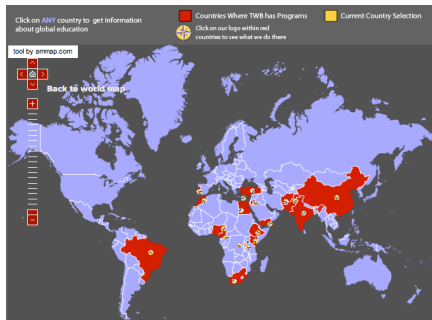 Click on ANY country to get information
about global education
Countries Where TWB has Programs
Current Country Selection
Click on our logo within red
countries to see what we do there
tool by ammap.com
Back to world map